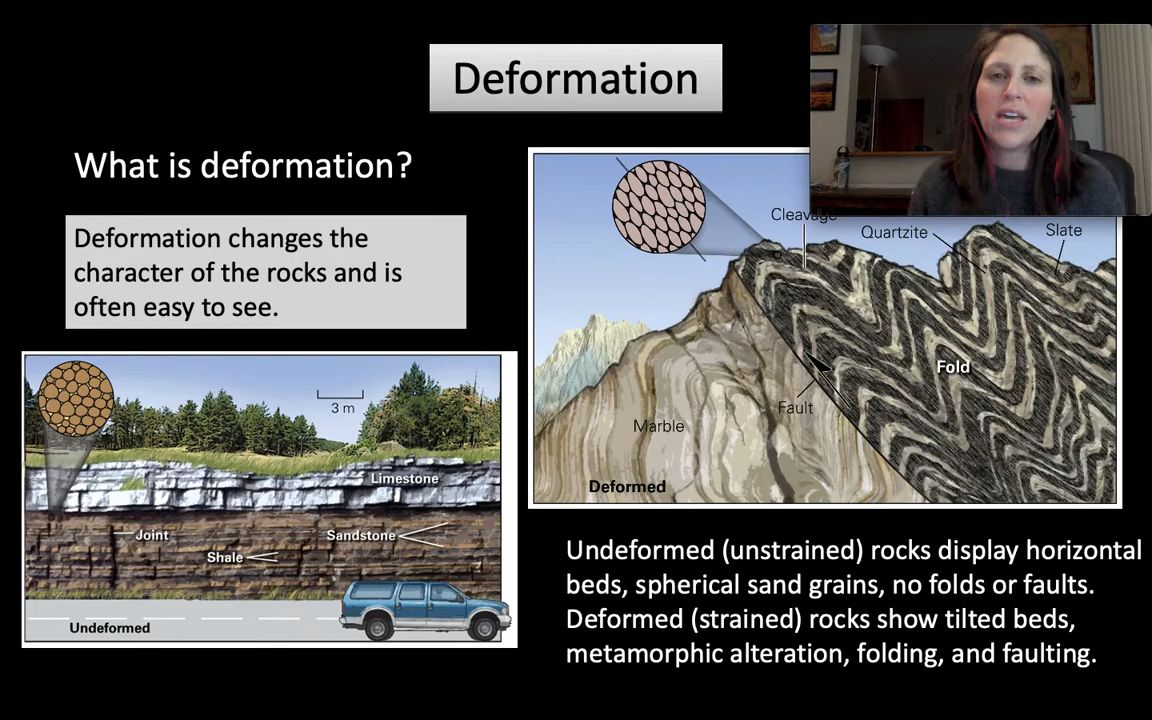 Deformation
What is deformation?
Deformation changes the
character of the rocks and is
often easy to see.
3 m
Limestone
Joint
Sandstone
Shale
Undeformed
Cleavage
Quartzite
Slate
Fold
Fault
Marble
Deformed
Undeformed (unstrained) rocks display horizontal
beds, spherical sand grains, no folds or faults.
Deformed (strained) rocks show tilted beds,
metamorphic alteration, folding, and faulting.